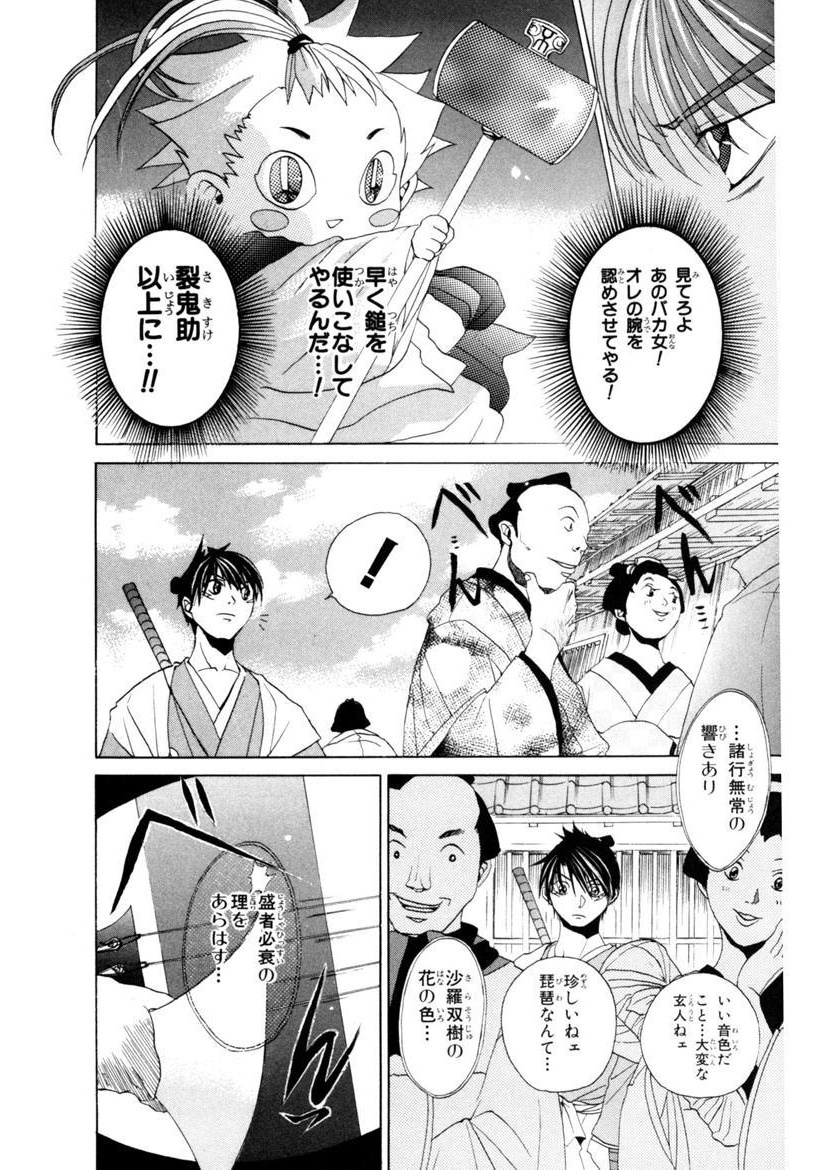 見てろよ
あのバカ女!
オレの腕を
認めさせてやる!
早く鎚を
使いこなして
やるんだ…!
裂鬼助
以上に…!!
べん
べん
!
…諸行無常の
響きあり
いい音色だ
こと…大変な
玄人ねェ
珍しいねェ
琵琶なんて…
沙羅双樹の
花の色…
盛者必衰の
理を
あらはす…
べん